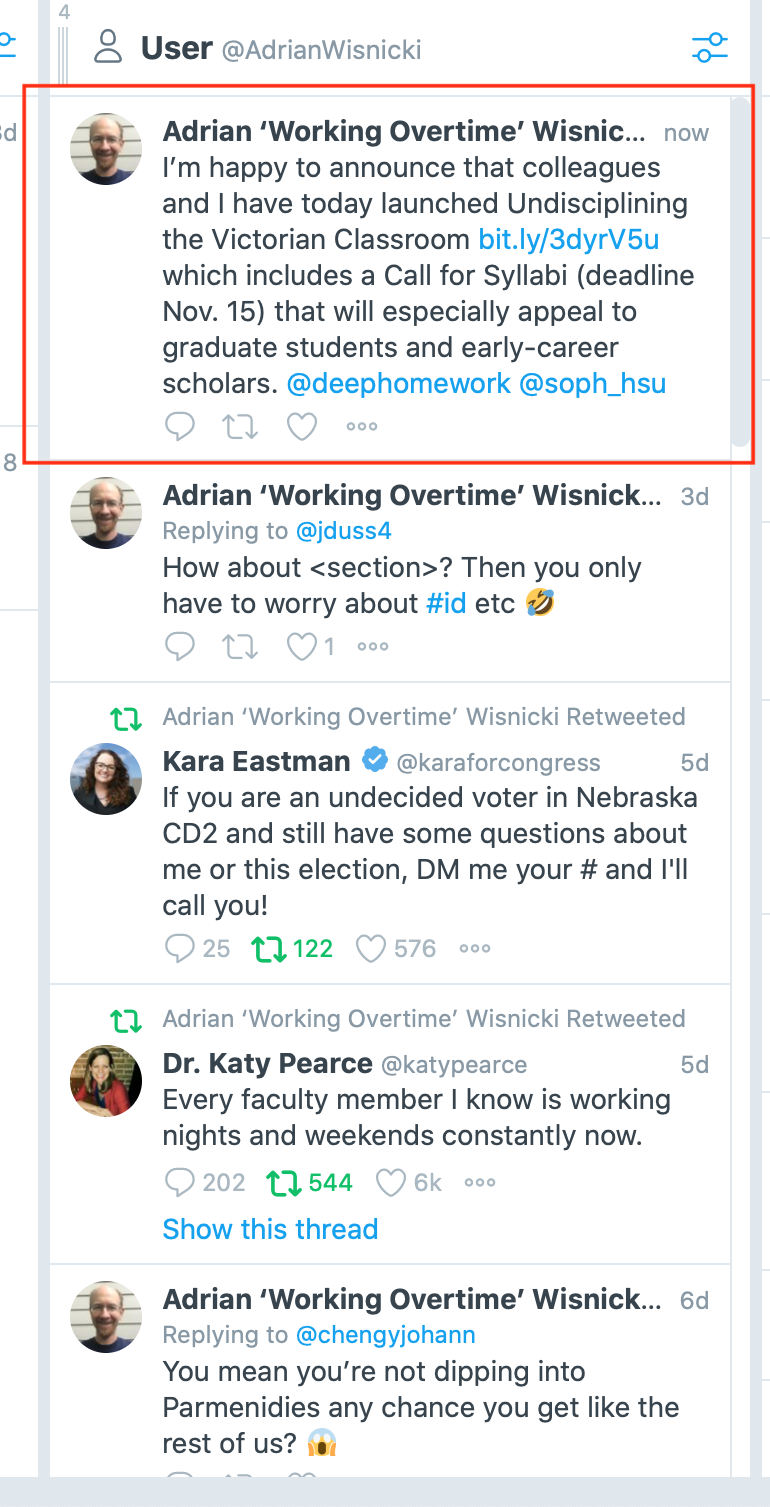 4
User @AdrianWisnicki
Adrian ‘Working Overtime’ Wisnic... now
I’m happy to announce that colleagues
and I have today launched Undisciplining
the Victorian Classroom bit.ly/3dyrV5u
which includes a Call for Syllabi (deadline
Nov. 15) that will especially appeal to
graduate students and early-career
scholars. @deephomework @soph_hsu
Adrian ‘Working Overtime’ Wisnick... 3d
Replying to @jduss4
How about <section>? Then you only
have to worry about #id etc 🤣
1
Adrian ‘Working Overtime’ Wisnicki Retweeted
Kara Eastman @karaforcongress 5d
If you are an undecided voter in Nebraska
CD2 and still have some questions about
me or this election, DM me your # and I'll
call you!
25 122 576
Adrian ‘Working Overtime’ Wisnicki Retweeted
Dr. Katy Pearce @katypearce 5d
Every faculty member I know is working
nights and weekends constantly now.
202 544 6k
Show this thread
Adrian ‘Working Overtime’ Wisnick... 6d
Replying to @chengyjohann
You mean you’re not dipping into
Parmenidies any chance you get like the
rest of us? 😱